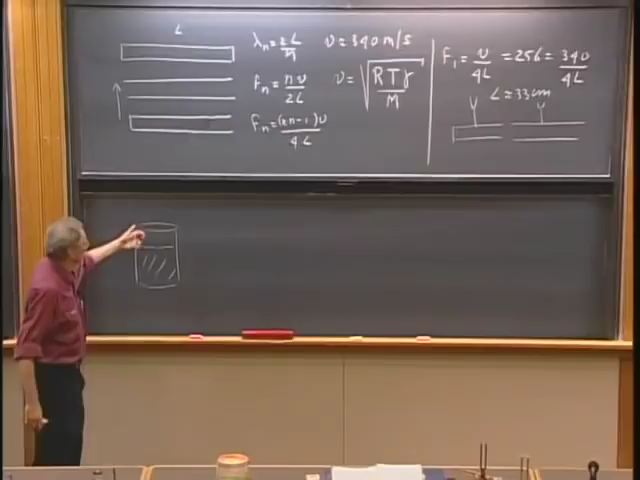 L
λn = 2L/n
v = 340 m/s
Fn = nv/2L
v = √(RTγ/M)
Fn = (2n-1)v/4L
F1 = v/4L = 256 = 340/4L
L = 33 cm